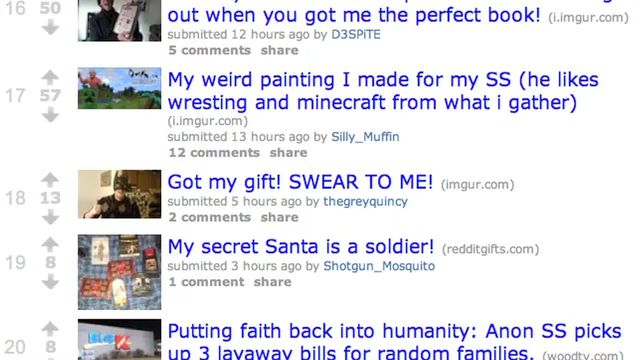 16
50
out when you got me the perfect book! (i.imgur.com)
submitted 12 hours ago by D3SPiTE
5 comments share
17
57
My weird painting I made for my SS (he likes
wresting and minecraft from what i gather)
(i.imgur.com)
submitted 13 hours ago by Silly_Muffin
12 comments share
18
13
Got my gift! SWEAR TO ME! (imgur.com)
submitted 5 hours ago by thegreyquincy
2 comments share
19
8
My secret Santa is a soldier! (redditgifts.com)
submitted 3 hours ago by Shotgun_Mosquito
1 comment share
20
8
Putting faith back into humanity: Anon SS picks
up 3 layaway bills for random families. (woodtv.com)